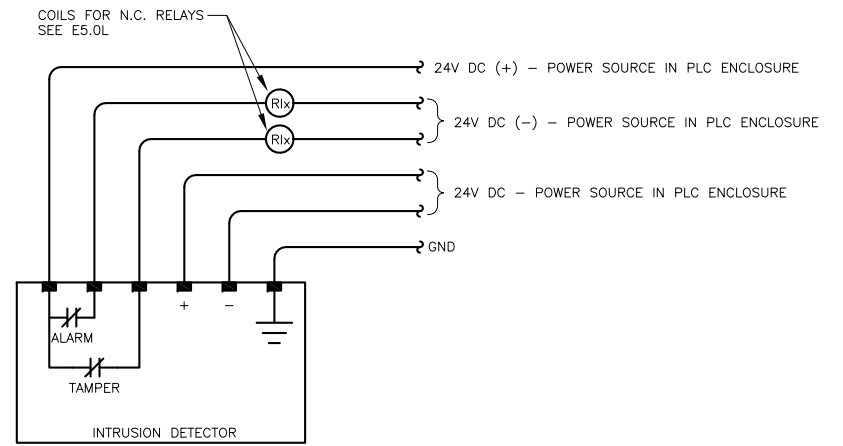 COILS FOR N.C. RELAYS
SEE E5.0L
24V DC (+) – POWER SOURCE IN PLC ENCLOSURE
RIx
24V DC (–) – POWER SOURCE IN PLC ENCLOSURE
RIx
24V DC – POWER SOURCE IN PLC ENCLOSURE
GND
+ –
ALARM
TAMPER
INTRUSION DETECTOR